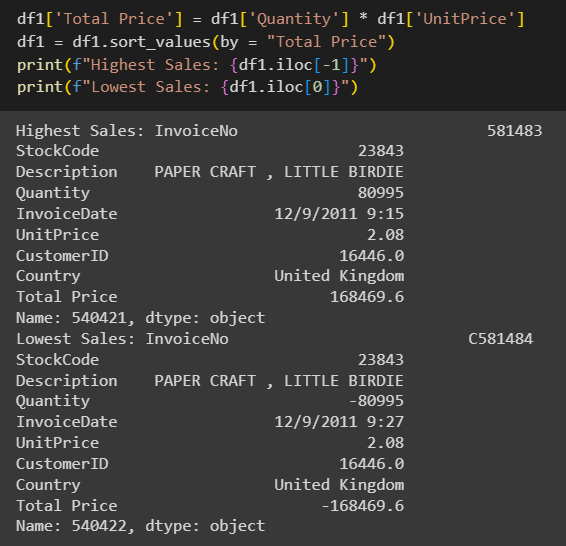 df1['Total Price'] = df1['Quantity'] * df1['UnitPrice']
df1 = df1.sort_values(by = "Total Price")
print(f"Highest Sales: {df1.iloc[-1]}")
print(f"Lowest Sales: {df1.iloc[0]}")
Highest Sales: InvoiceNo                           581483
StockCode                            23843
Description    PAPER CRAFT , LITTLE BIRDIE
Quantity                             80995
InvoiceDate                 12/9/2011 9:15
UnitPrice                             2.08
CustomerID                         16446.0
Country                     United Kingdom
Total Price                       168469.6
Name: 540421, dtype: object
Lowest Sales: InvoiceNo                          C581484
StockCode                            23843
Description    PAPER CRAFT , LITTLE BIRDIE
Quantity                            -80995
InvoiceDate                 12/9/2011 9:27
UnitPrice                             2.08
CustomerID                         16446.0
Country                     United Kingdom
Total Price                      -168469.6
Name: 540422, dtype: object